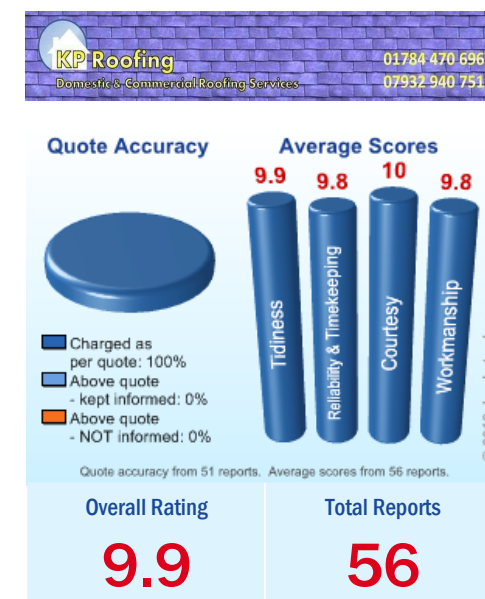 KP Roofing
Domestic & Commercial Roofing Services
01784 470 696
07932 940 751
Quote Accuracy
Average Scores
9.9
9.8
10
9.8
Tidiness
Reliability & Timekeeping
Courtesy
Workmanship
Charged as
per quote: 100%
Above quote
- kept informed: 0%
Above quote
- NOT informed: 0%
Quote accuracy from 51 reports. Average scores from 56 reports.
Overall Rating
Total Reports
9.9
56